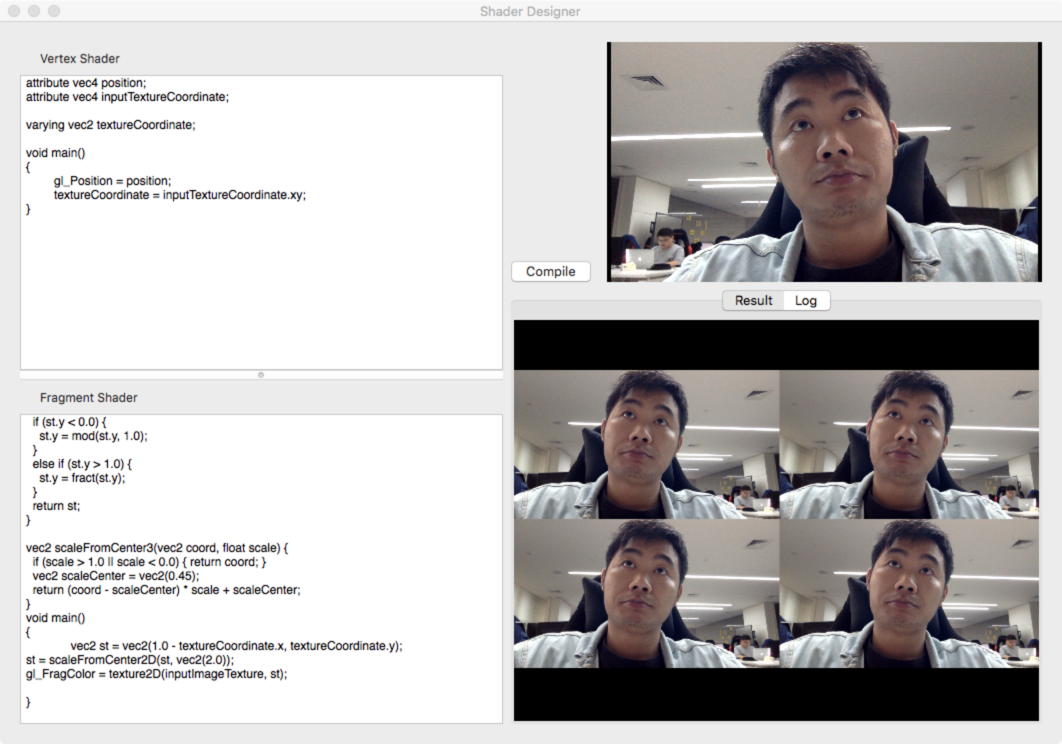 Shader Designer
Vertex Shader
attribute vec4 position;
attribute vec4 inputTextureCoordinate;
varying vec2 textureCoordinate;
void main()
{
gl_Position = position;
textureCoordinate = inputTextureCoordinate.xy;
}
Compile
Result Log
Fragment Shader
if (st.y < 0.0) {
st.y = mod(st.y, 1.0);
}
else if (st.y > 1.0) {
st.y = fract(st.y);
}
return st;
}
vec2 scaleFromCenter3(vec2 coord, float scale) {
if (scale > 1.0 || scale < 0.0) { return coord; }
vec2 scaleCenter = vec2(0.45);
return (coord - scaleCenter) * scale + scaleCenter;
}
void main()
{
vec2 st = vec2(1.0 - textureCoordinate.x, textureCoordinate.y);
st = scaleFromCenter2D(st, vec2(2.0));
gl_FragColor = texture2D(inputImageTexture, st);
}